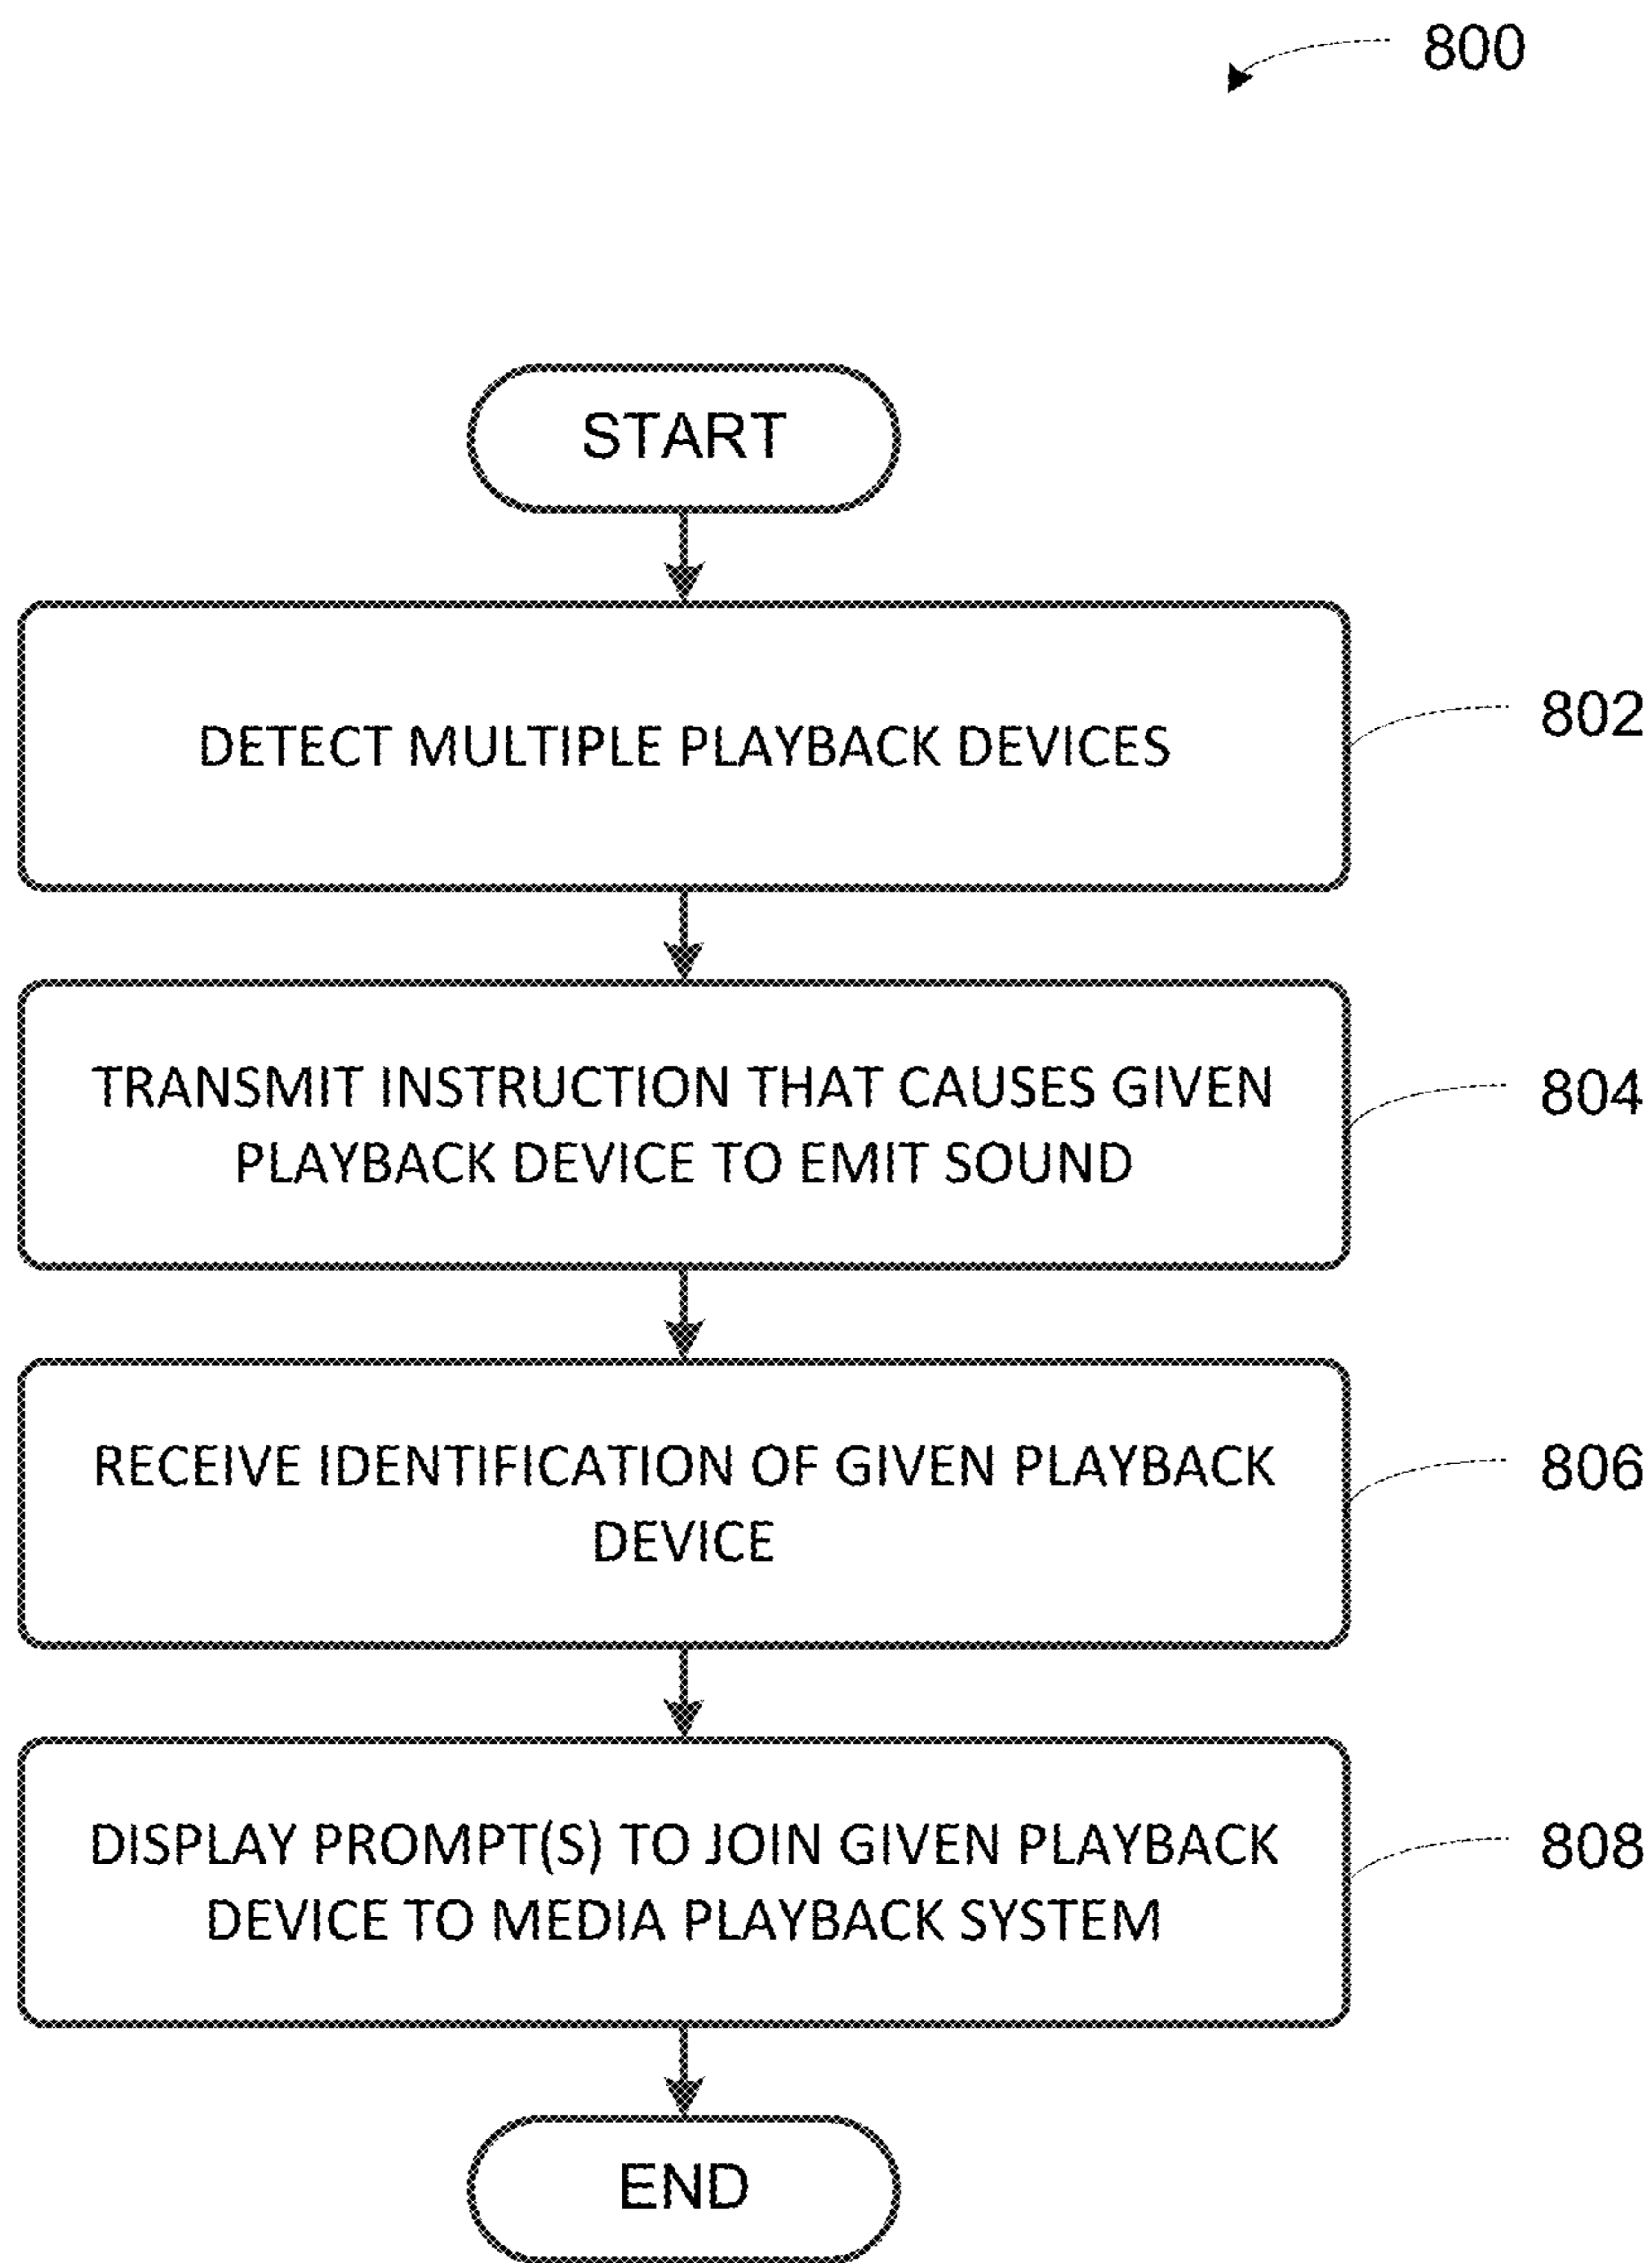 800
START
DETECT MULTIPLE PLAYBACK DEVICES
802
TRANSMIT INSTRUCTION THAT CAUSES GIVEN
PLAYBACK DEVICE TO EMIT SOUND
804
RECEIVE IDENTIFICATION OF GIVEN PLAYBACK
DEVICE
806
DISPLAY PROMPT(S) TO JOIN GIVEN PLAYBACK
DEVICE TO MEDIA PLAYBACK SYSTEM
808
END